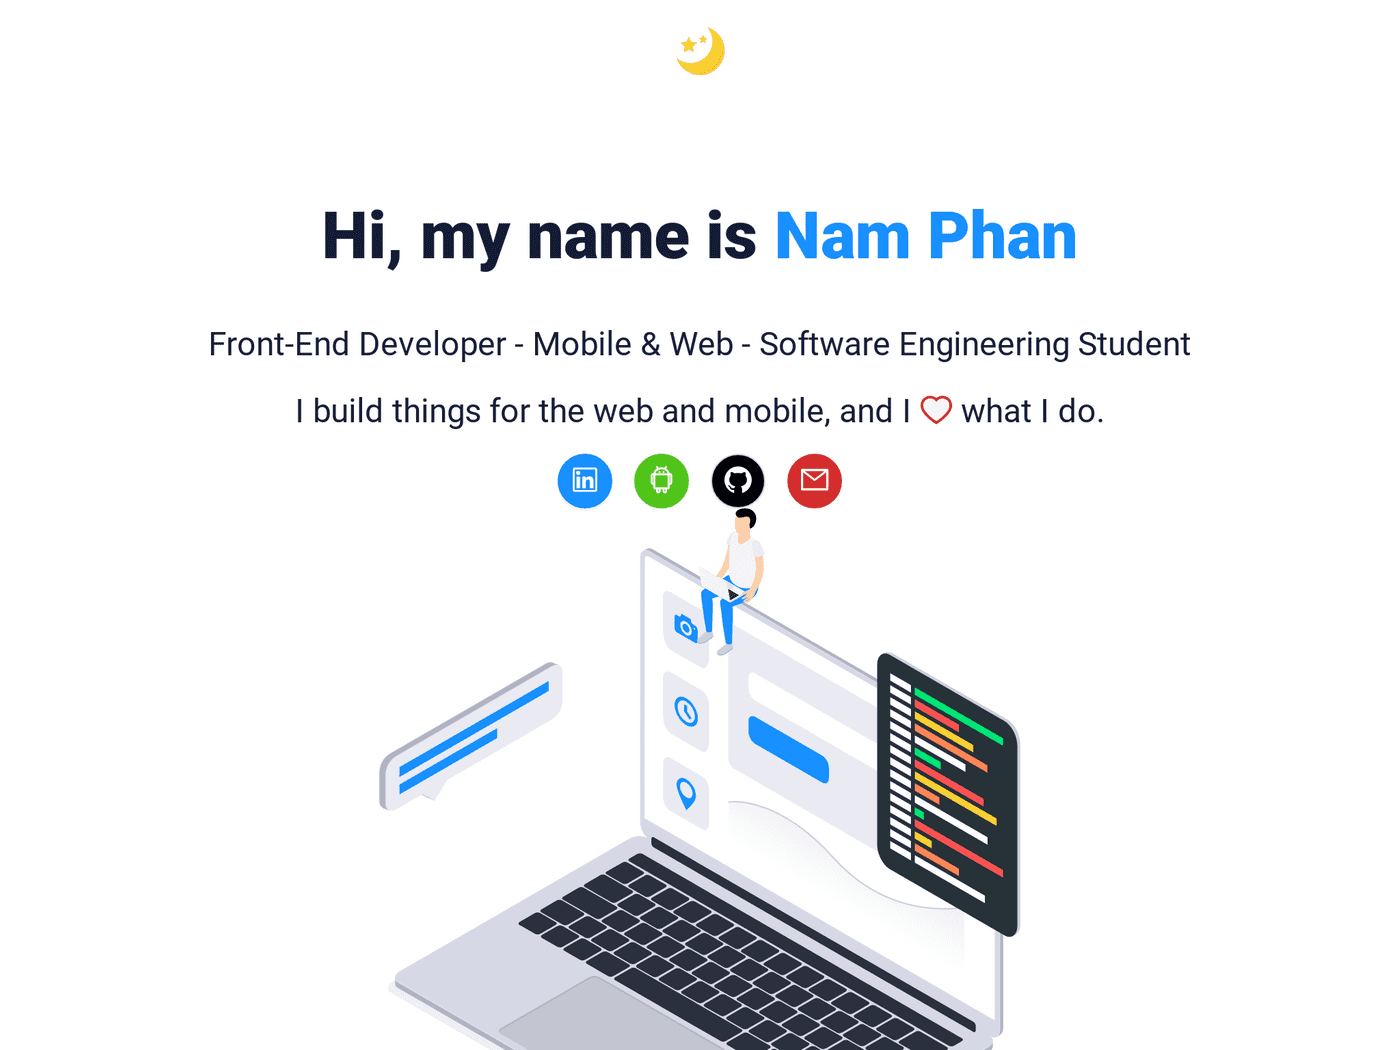 Hi, my name is Nam Phan
Front-End Developer - Mobile & Web - Software Engineering Student
I build things for the web and mobile, and I ♡ what I do.
in